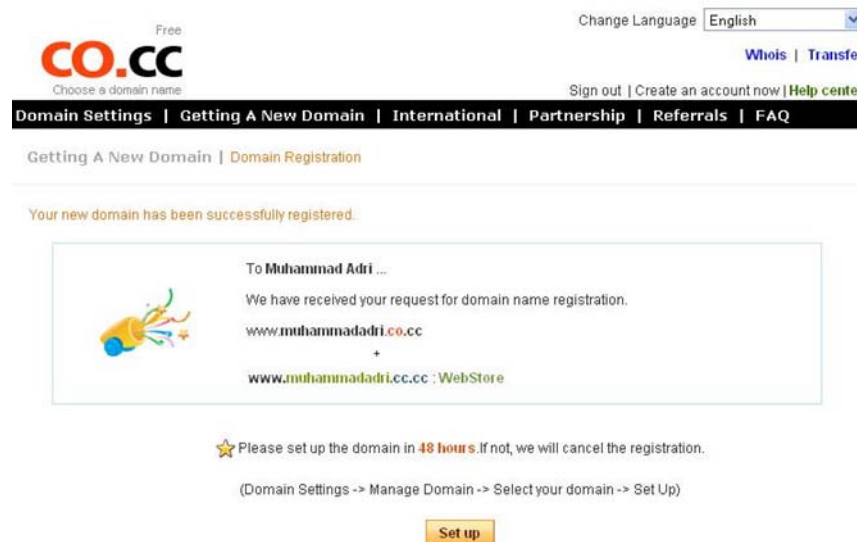 Change Language English
Free
CO.cc
Choose a domain name
Whois | Transfe
Sign out | Create an account now | Help cente
Domain Settings | Getting A New Domain | International | Partnership | Referrals | FAQ
Getting A New Domain | Domain Registration
Your new domain has been successfully registered.
To Muhammad Adri ...
We have received your request for domain name registration.
www.muhammadadri.co.cc
+
www.muhammadadri.cc.cc : WebStore
Please set up the domain in 48 hours.If not, we will cancel the registration.
(Domain Settings -> Manage Domain -> Select your domain -> Set Up)
Set up